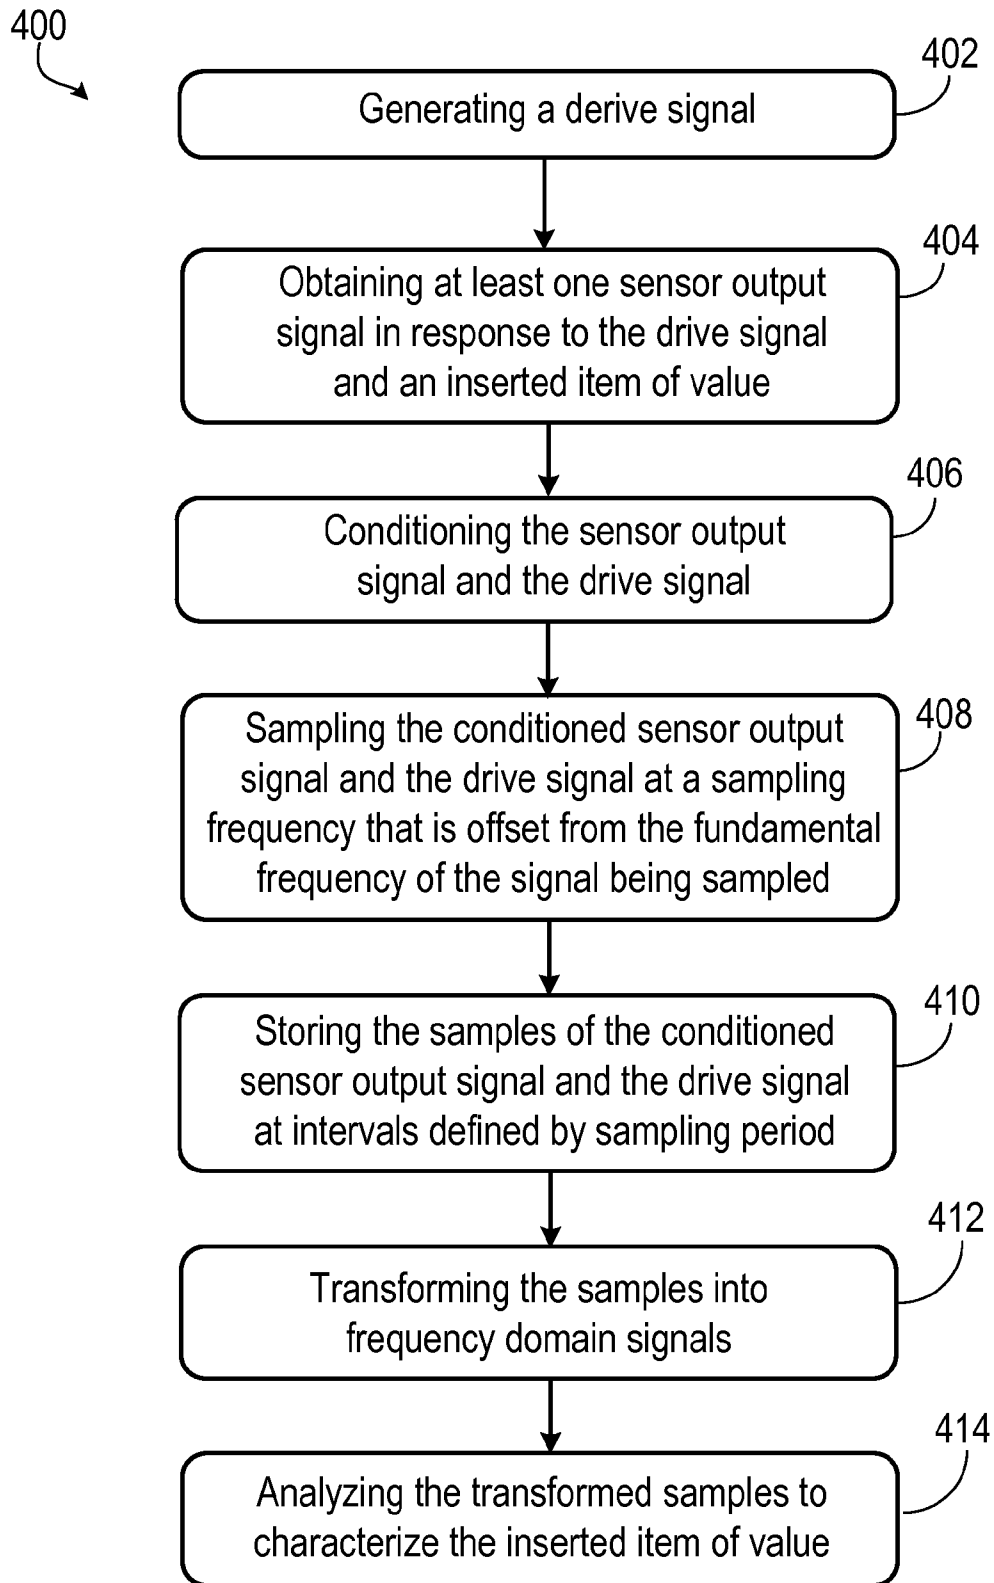 400
402
Generating a derive signal
404
Obtaining at least one sensor output
signal in response to the drive signal
and an inserted item of value
406
Conditioning the sensor output
signal and the drive signal
408
Sampling the conditioned sensor output
signal and the drive signal at a sampling
frequency that is offset from the fundamental
frequency of the signal being sampled
410
Storing the samples of the conditioned
sensor output signal and the drive signal
at intervals defined by sampling period
412
Transforming the samples into
frequency domain signals
414
Analyzing the transformed samples to
characterize the inserted item of value